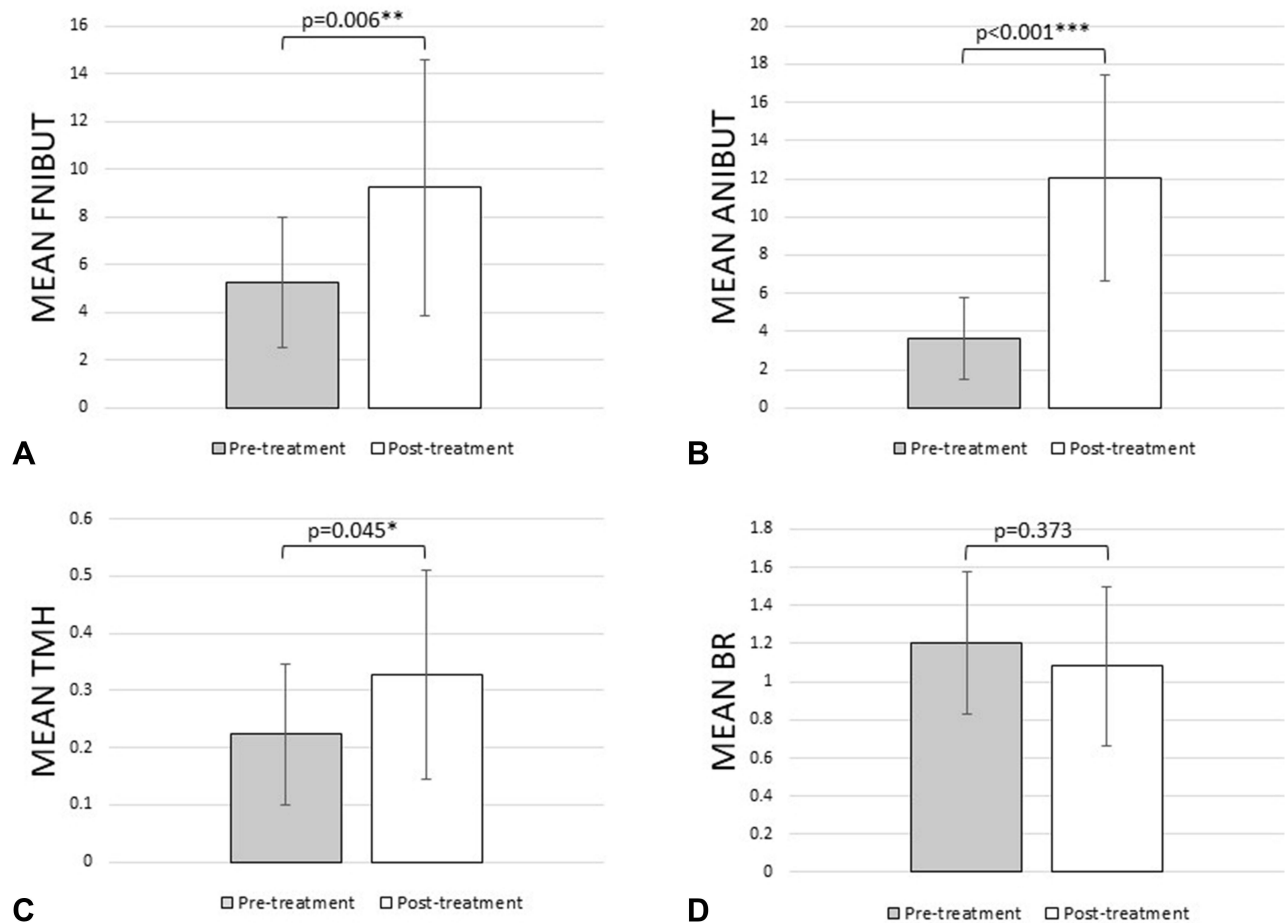 16
14
12
10
8
6
4
2
0
MEAN FNIBUT
p=0.006**
Pre-treatment Post-treatment
A
20
18
16
14
12
10
8
6
4
2
0
MEAN ANIBUT
p<0.001***
Pre-treatment Post-treatment
B
0.6
0.5
0.4
0.3
0.2
0.1
0
MEAN TMH
p=0.045*
Pre-treatment Post-treatment
C
1.8
1.6
1.4
1.2
1
0.8
0.6
0.4
0.2
0
MEAN BR
p=0.373
Pre-treatment Post-treatment
D